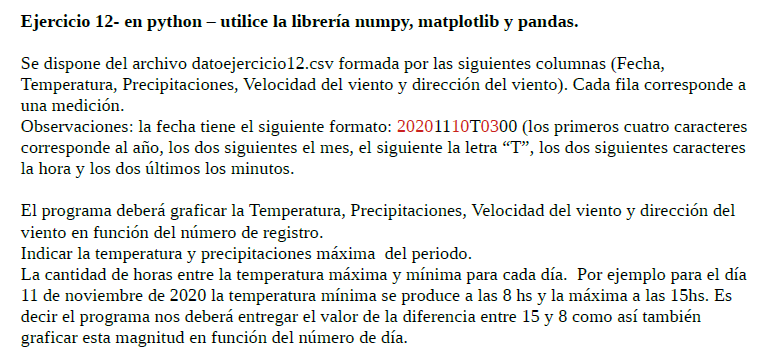 Ejercicio 12- en python – utilice la librería numpy, matplotlib y pandas.
Se dispone del archivo datoejercicio12.csv formada por las siguientes columnas (Fecha,
Temperatura, Precipitaciones, Velocidad del viento y dirección del viento). Cada fila corresponde a
una medición.
Observaciones: la fecha tiene el siguiente formato: 20201110T0300 (los primeros cuatro caracteres
corresponde al año, los dos siguientes el mes, el siguiente la letra “T”, los dos siguientes caracteres
la hora y los dos últimos los minutos.
El programa deberá graficar la Temperatura, Precipitaciones, Velocidad del viento y dirección del
viento en función del número de registro.
Indicar la temperatura y precipitaciones máxima  del periodo.
La cantidad de horas entre la temperatura máxima y mínima para cada día.  Por ejemplo para el día
11 de noviembre de 2020 la temperatura mínima se produce a las 8 hs y la máxima a las 15hs. Es
decir el programa nos deberá entregar el valor de la diferencia entre 15 y 8 como así también
graficar esta magnitud en función del número de día.